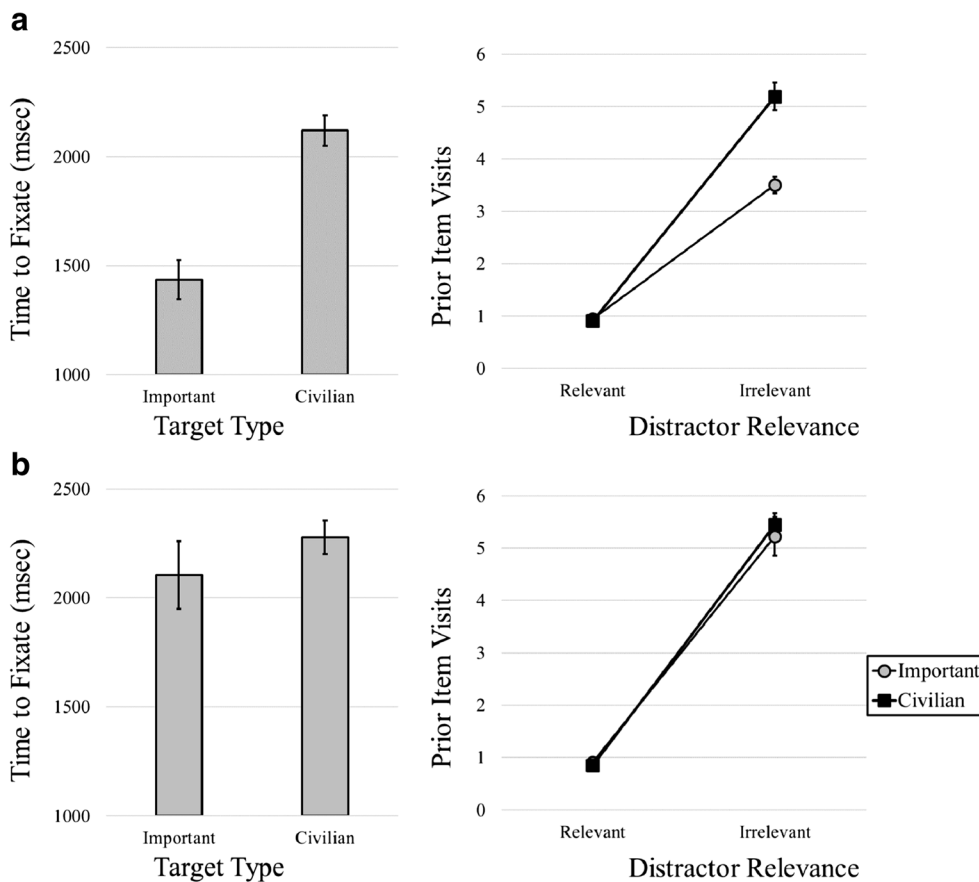 a
2500
2000
1500
1000
Time to Fixate (msec)
Important Civilian
Target Type
6
5
4
3
2
1
0
Prior Item Visits
Relevant Irrelevant
Distractor Relevance
b
2500
2000
1500
1000
Time to Fixate (msec)
Important Civilian
Target Type
6
5
4
3
2
1
0
Prior Item Visits
Relevant Irrelevant
Distractor Relevance
Important
Civilian